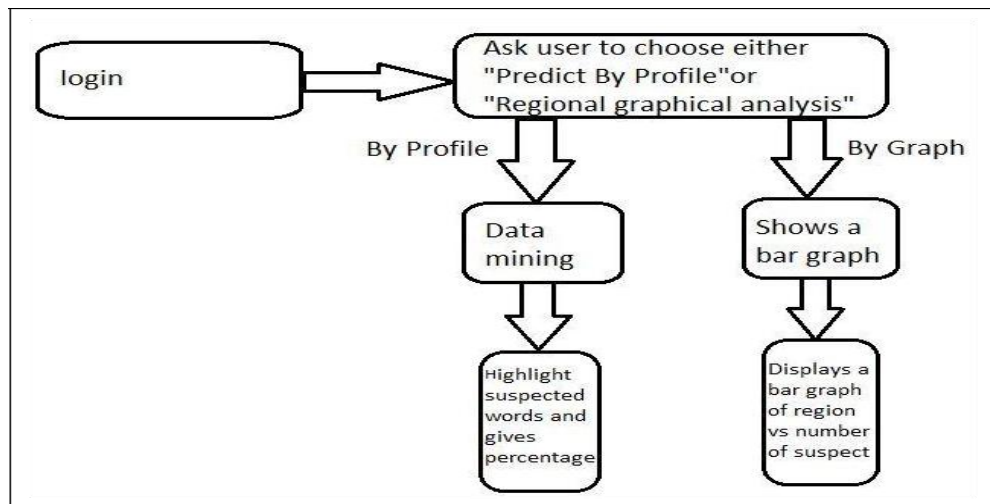 login
Ask user to choose either
"Predict By Profile"or
"Regional graphical analysis"
By Profile
By Graph
Data
mining
Shows a
bar graph
Highlight
suspected
words and
gives
percentage
Displays a
bar graph
of region
vs number
of suspect